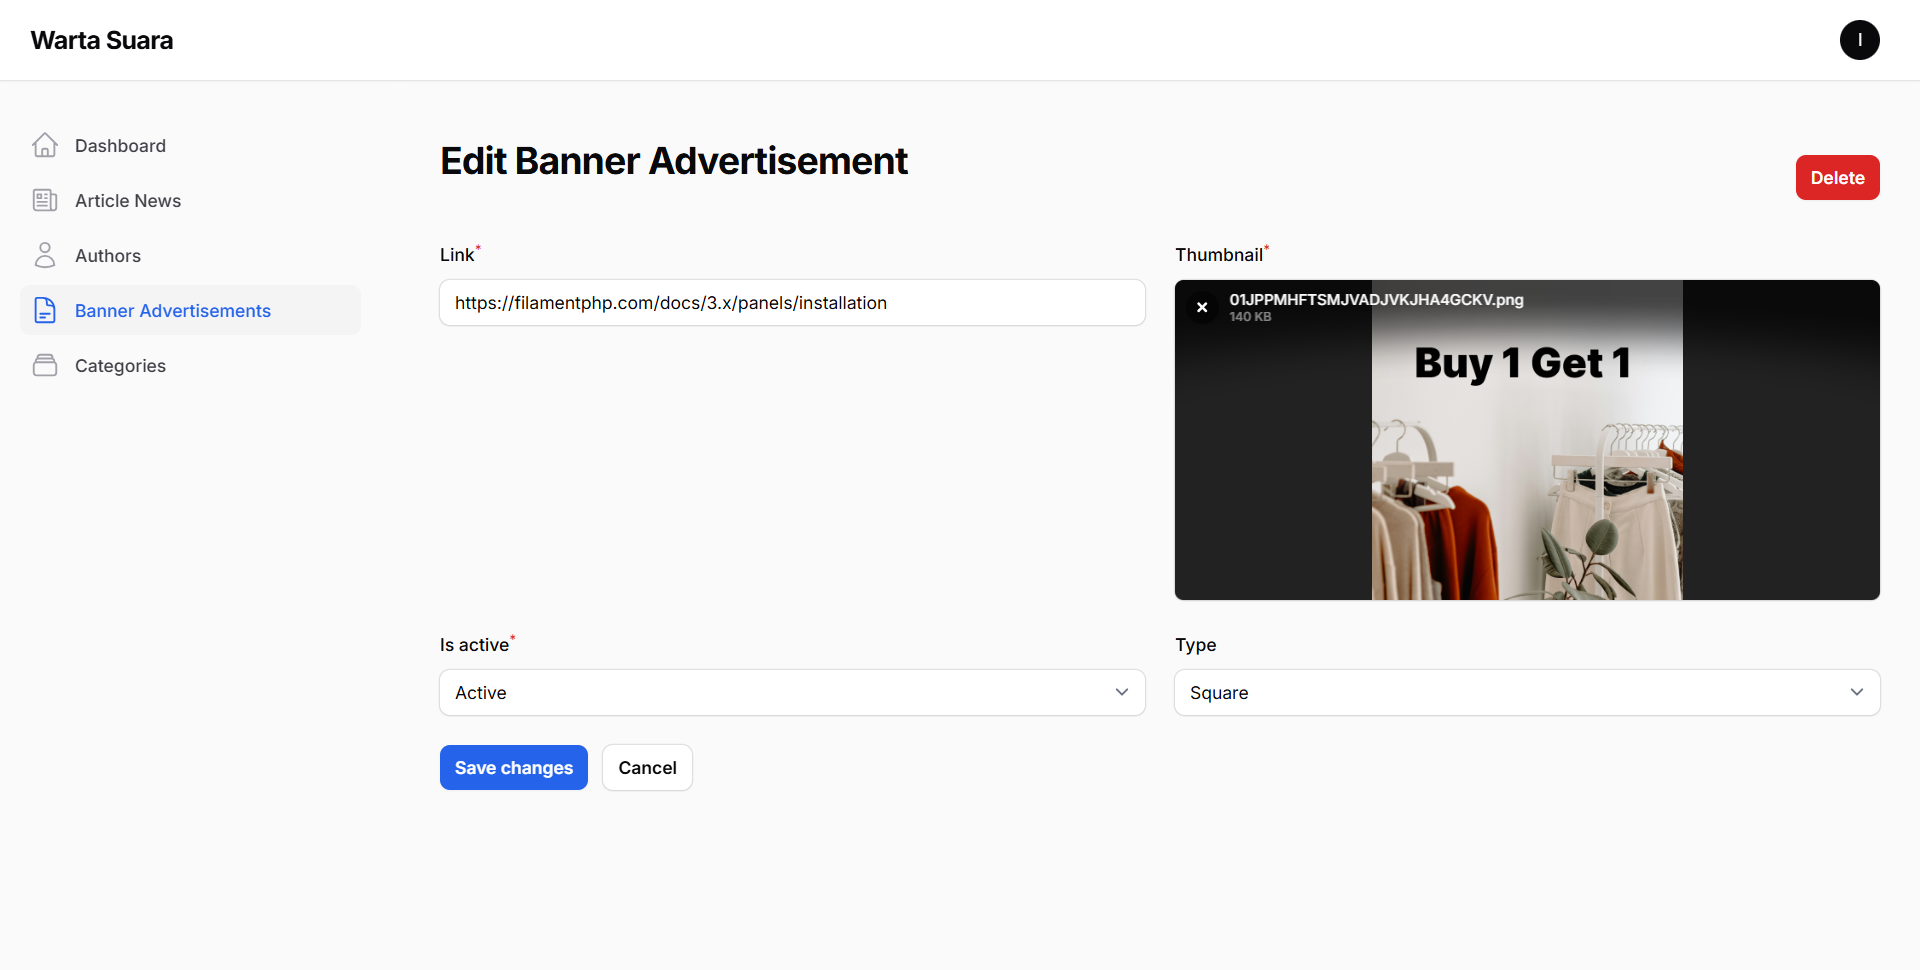 Warta Suara
I
Dashboard
Article News
Authors
Banner Advertisements
Categories
Edit Banner Advertisement
Delete
Link*
https://filamentphp.com/docs/3.x/panels/installation
Thumbnail*
01JPPMHFTSMJVADJVKJHA4GCKV.png
140 KB
Buy 1 Get 1
Is active*
Active
Type
Square
Save changes
Cancel